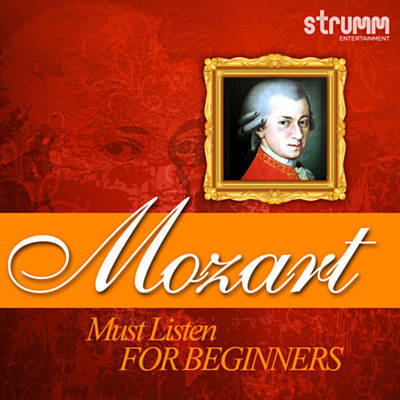 strumm
ENTERTAINMENT
Mozart
Must Listen
FOR BEGINNERS